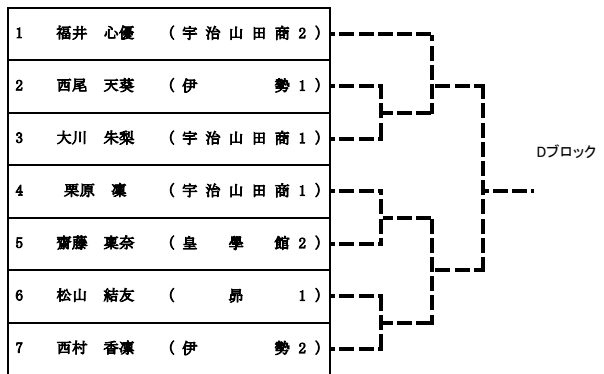 1 福井 心優 (宇治山田商2)
2 西尾 天葵 (伊勢1)
3 大川 朱梨 (宇治山田商1)
Dブロック
4 栗原 凜 (宇治山田商1)
5 齋藤 東奈 (皇學館2)
6 松山 結友 (昴1)
7 西村 香凜 (伊勢2)